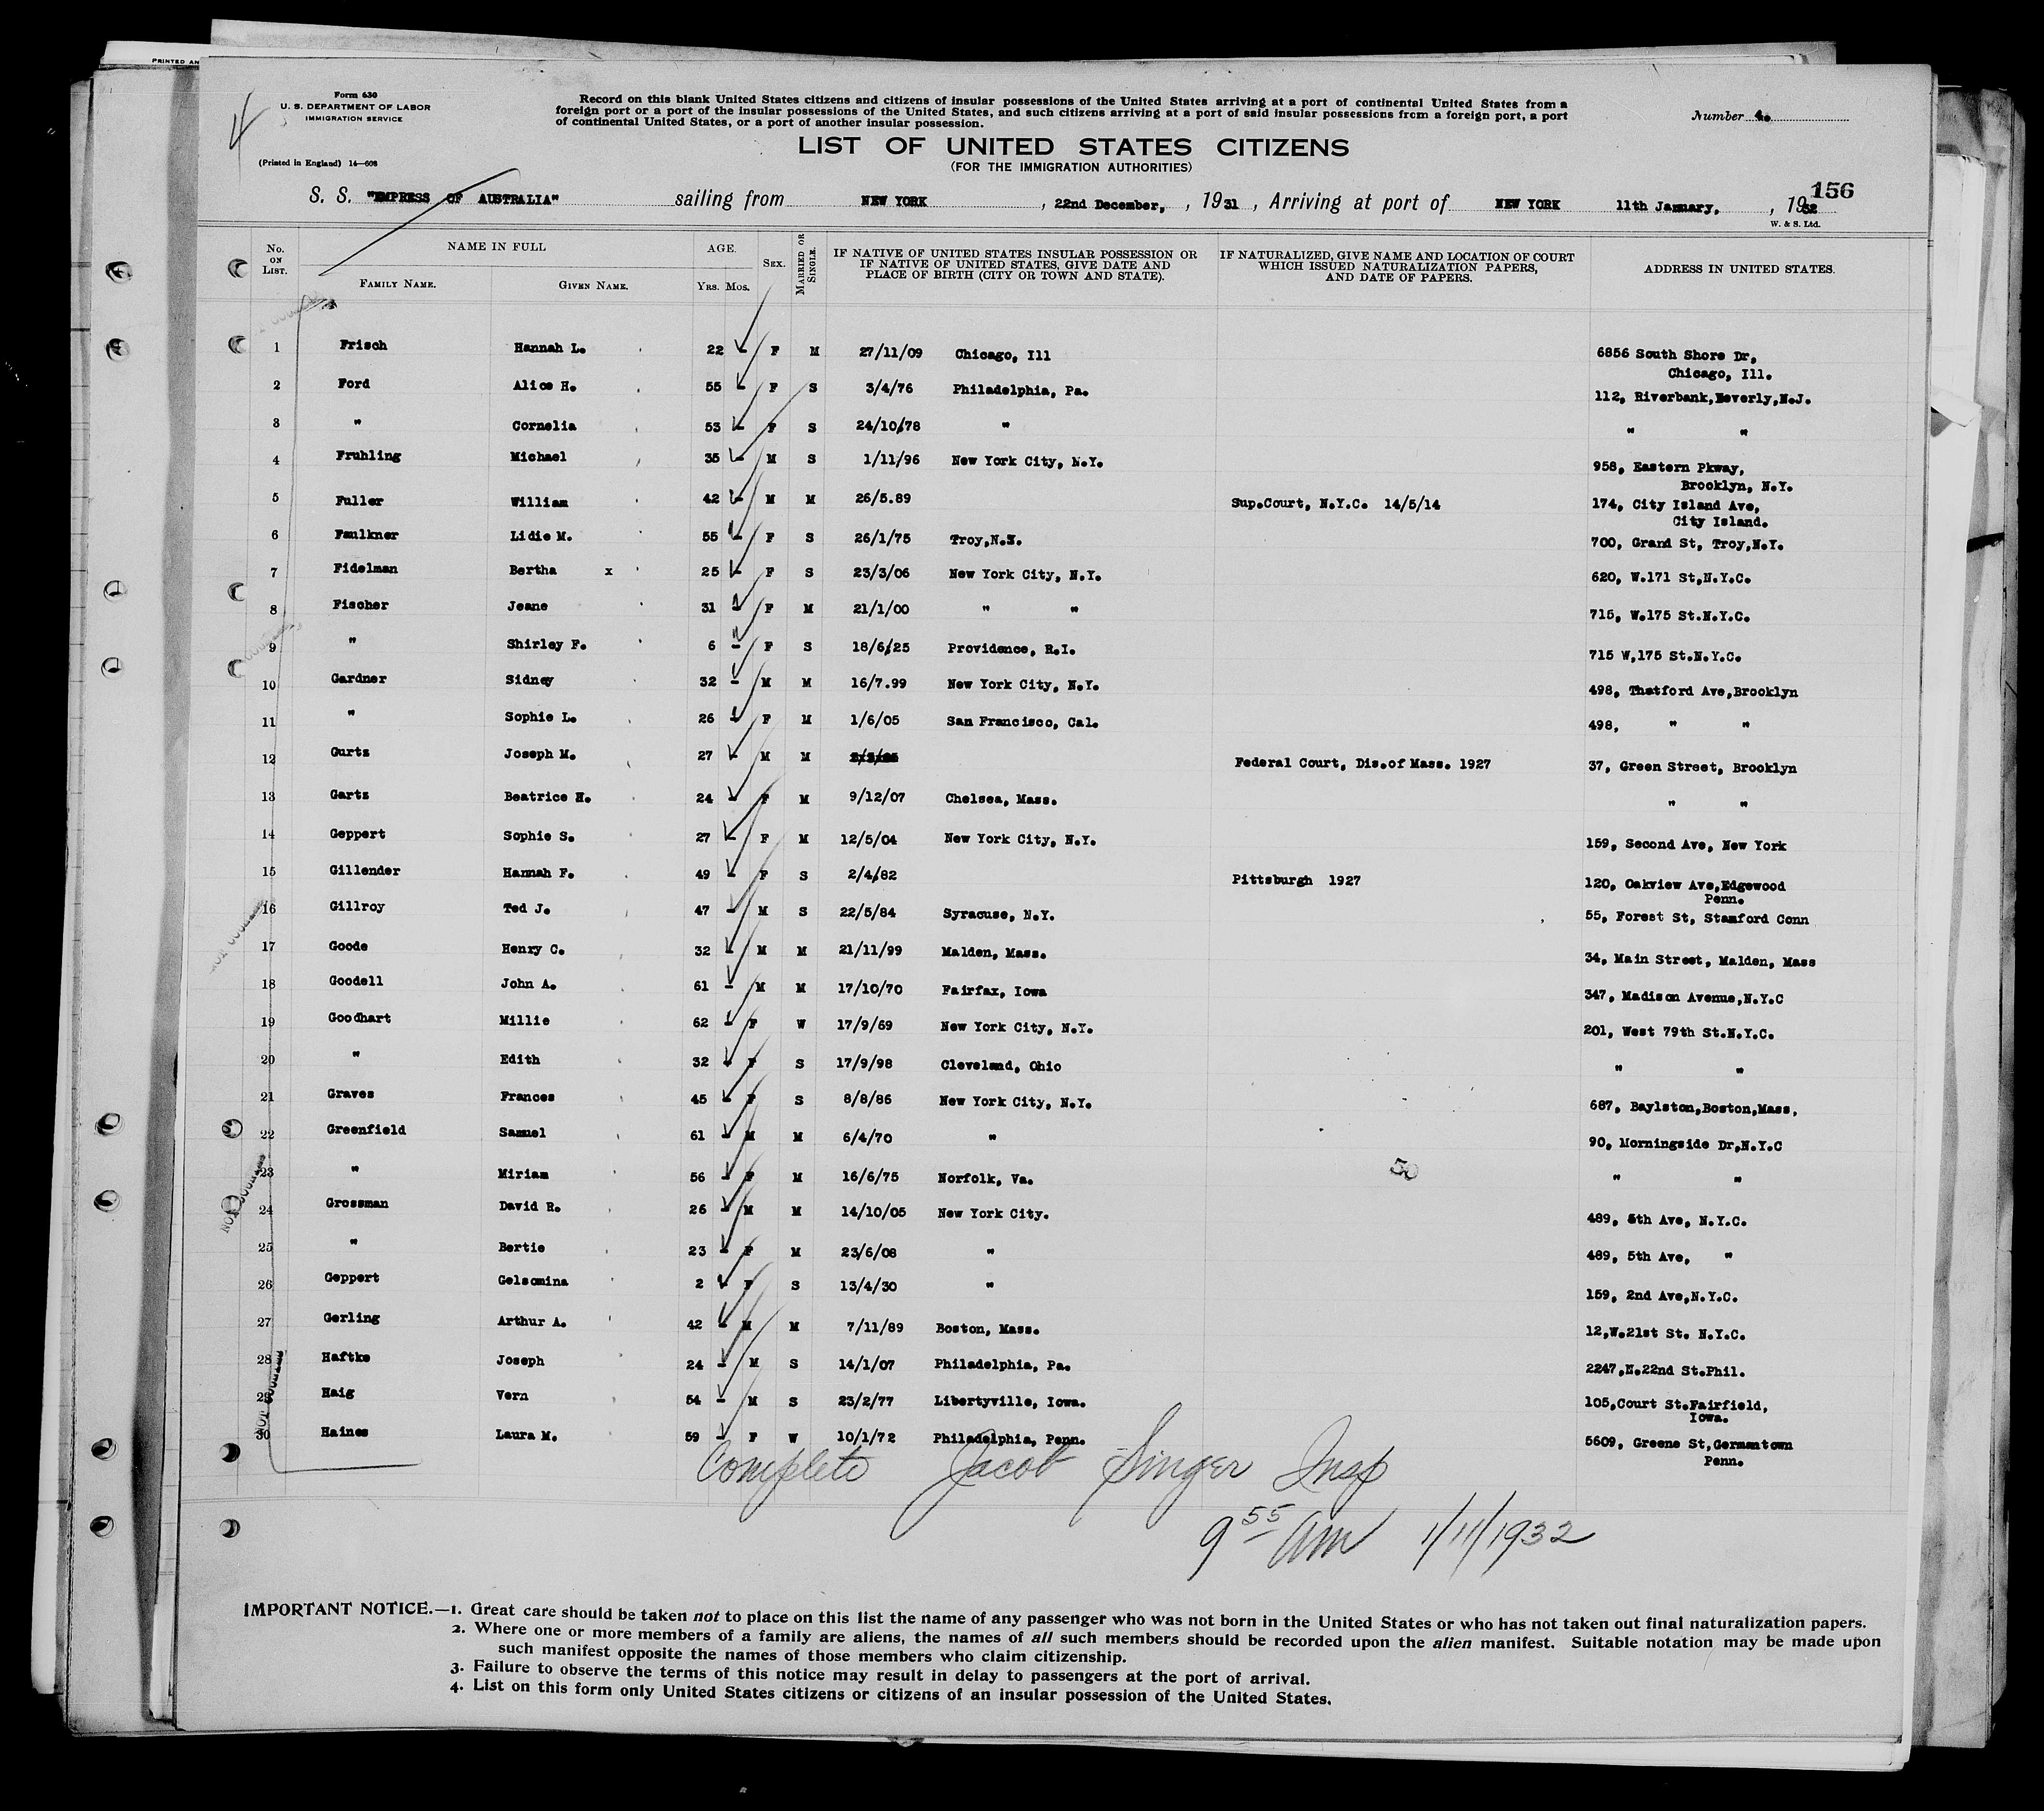 PRINTED AN
Form 630
U. S. DEPARTMENT OF LABOR
IMMIGRATION SERVICE
(Printed in England) 14—608
Record on this blank United States citizens and citizens of insular possessions of the United States arriving at a port of continental United States from a
foreign port or a port of the insular possessions of the United States, and such citizens arriving at a port of said insular possessions from a foreign port, a port
of continental United States, or a port of another insular possession.
Number 4.
LIST OF UNITED STATES CITIZENS
(FOR THE IMMIGRATION AUTHORITIES)
156
S. S. "EMPRESS OF AUSTRALIA" sailing from NEW YORK, 22nd December, 1931, Arriving at port of NEW YORK 11th January, 1932
W. & S. Ltd.
No. ON LIST. NAME IN FULL AGE. SEX. MARRIED OR SINGLE. IF NATIVE OF UNITED STATES INSULAR POSSESSION OR IF NATIVE OF UNITED STATES, GIVE DATE AND PLACE OF BIRTH (CITY OR TOWN AND STATE). IF NATURALIZED, GIVE NAME AND LOCATION OF COURT WHICH ISSUED NATURALIZATION PAPERS, AND DATE OF PAPERS. ADDRESS IN UNITED STATES.
FAMILY NAME. GIVEN NAME. YRS. MOS.
1 Frisch Hannah L. 22 - F M 27/11/09 Chicago, Ill 6856 South Shore Dr,
Chicago, Ill.
2 Ford Alice H. 55 - F S 3/4/76 Philadelphia, Pa. 112, Riverbank,Beverly,N.J.
3 " Cornelia 53 - F S 24/10/78 " " "
4 Fruhling Michael 35 - M S 1/11/96 New York City, N.Y. 958, Eastern Pkway,
Brooklyn, N.Y.
5 Fuller William 42 - M M 26/5.89 Sup.Court, N.Y.C. 14/5/14 174, City Island Ave,
City Island.
6 Faulkner Lidie M. 55 - F S 26/1/75 Troy,N.Y. 700, Grand St, Troy,N.Y.
7 Fidelman Bertha x 25 - F S 23/3/06 New York City, N.Y. 620, W.171 St,N.Y.C.
8 Fischer Jeane 31 - F M 21/1/00 " " 715, W.175 St.N.Y.C.
9 " Shirley F. 6 - F S 18/6/25 Providence, R.I. 715 W,175 St.N.Y.C.
10 Gardner Sidney 32 - M M 16/7.99 New York City, N.Y. 498, Thatford Ave,Brooklyn
11 " Sophie L. 26 - F M 1/6/05 San Francisco, Cal. 498, " "
12 Gurtz Joseph M. 27 - M M Federal Court, Dis.of Mass. 1927 37, Green Street, Brooklyn
13 Gartz Beatrice H. 24 - F M 9/12/07 Chelsea, Mass. " "
14 Geppert Sophie S. 27 - F M 12/5/04 New York City, N.Y. 159, Second Ave, New York
15 Gillender Hannah F. 49 - F S 2/4/82 Pittsburgh 1927 120, Oakview Ave,Edgewood
Penn.
16 Gillroy Ted J. 47 - M S 22/5/84 Syracuse, N.Y. 55, Forest St, Stamford Conn
17 Goode Henry C. 32 - M M 21/11/99 Malden, Mass. 34, Main Street, Malden, Mass
18 Goodell John A. 61 - M M 17/10/70 Fairfax, Iowa 347, Madison Avenue,N.Y.C
19 Goodhart Millie 62 - F W 17/9/69 New York City, N.Y. 201, West 79th St.N.Y.C.
20 " Edith 32 - F S 17/9/98 Cleveland, Ohio " "
21 Graves Frances 45 - F S 8/8/86 New York City, N.Y. 687, Baylston,Boston,Mass,
22 Greenfield Samuel 61 - M M 6/4/70 " 90, Morningside Dr,N.Y.C
23 " Miriam 56 - F M 16/6/75 Norfolk, Va. " "
50
24 Grossman David R. 26 - M M 14/10/05 New York City. 489, 5th Ave, N.Y.C.
25 " Bertie 23 - F M 23/6/08 " 489, 5th Ave, "
26 Geppert Gelsomina 2 - F S 13/4/30 " 159, 2nd Ave,N.Y.C.
27 Gerling Arthur A. 42 - M M 7/11/89 Boston, Mass. 12,W.21st St. N.Y.C.
28 Haftke Joseph 24 - M S 14/1/07 Philadelphia, Pa. 2247,N.22nd St.Phil.
29 Haig Vern 54 - M S 23/2/77 Libertyville, Iowa. 105,Court St.Fairfield,
Iowa.
30 Haines Laura M. 59 - F W 10/1/72 Philadelphia, Penn. 5609, Greene St,Germantown
Penn.
Complete Jacob Singer Insp
9 55 am 1/11/1932
IMPORTANT NOTICE.—1. Great care should be taken not to place on this list the name of any passenger who was not born in the United States or who has not taken out final naturalization papers.
2. Where one or more members of a family are aliens, the names of all such members should be recorded upon the alien manifest. Suitable notation may be made upon
such manifest opposite the names of those members who claim citizenship.
3. Failure to observe the terms of this notice may result in delay to passengers at the port of arrival.
4. List on this form only United States citizens or citizens of an insular possession of the United States.